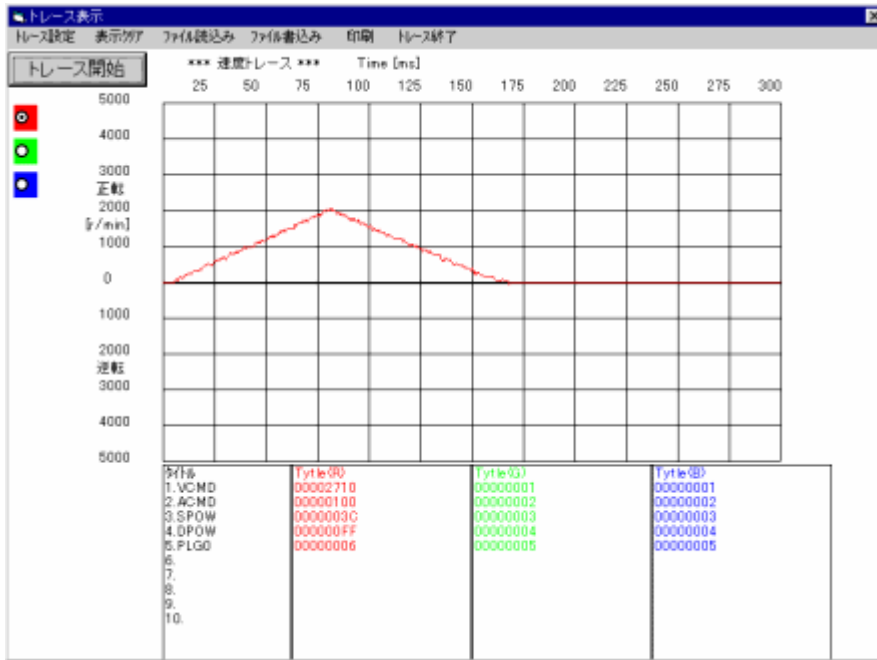 トレース表示
トレース設定 表示クリア ファイル読込み ファイル書込み 印刷 トレース終了
トレース開始
*** 速度トレース *** Time [ms]
25 50 75 100 125 150 175 200 225 250 275 300
5000
4000
3000
正転
2000
[r/min]
1000
0
1000
2000
逆転
3000
4000
5000
タイトル Tytle(R) Tytle(G) Tytle(B)
1.VCMD 00002710 00000001 00000001
2.ACMD 00000100 00000002 00000002
3.SPOW 0000003C 00000003 00000003
4.DPOW 000000FF 00000004 00000004
5.PLG0 00000006 00000005 00000005
6.
7.
8.
9.
10.